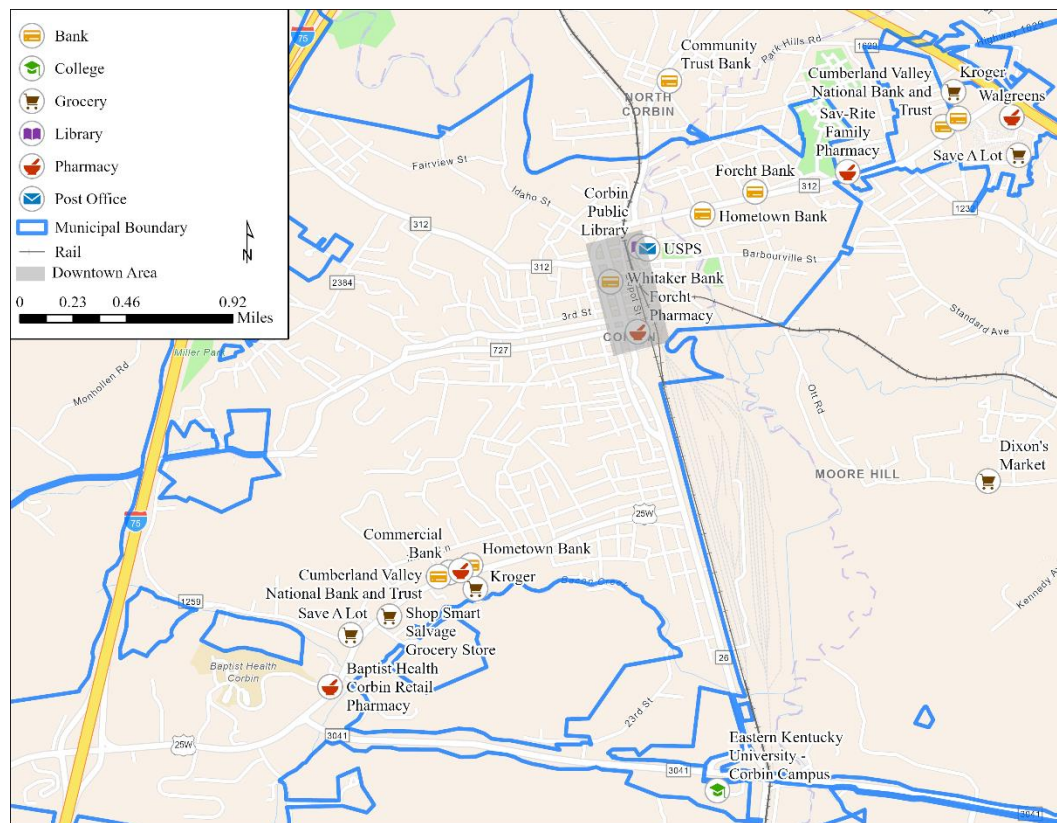 Bank
College
Grocery
Library
Pharmacy
Post Office
Municipal Boundary
Rail
Downtown Area
N
0 0.23 0.46 0.92
Miles
75
Community
Trust Bank
NORTH
CORBIN
Park Hills Rd
1629
Highway 1629
Cumberland Valley
National Bank and
Trust
Kroger
Walgreens
Sav-Rite
Family
Pharmacy
Save A Lot
Fairview St
Forcht Bank
312
Idaho St
Corbin
Public
Library
Hometown Bank
1232
312
USPS
Barbourville St
312
2384
Whitaker Bank
Forcht
Pharmacy
3rd St
727
Standard Ave
Miller Park
Monhollen Rd
Ott Rd
Dixon's
Market
MOORE HILL
75
25W
Commercial
Bank
Hometown Bank
Cumberland Valley
National Bank and Trust
Kroger
Kennedy
1259
Save A Lot
Shop Smart
Salvage
Grocery Store
Baptist Health
Corbin
Baptist Health
Corbin Retail
Pharmacy
26
23rd St
25W
3041
Eastern Kentucky
University -
Corbin Campus
3041
3041